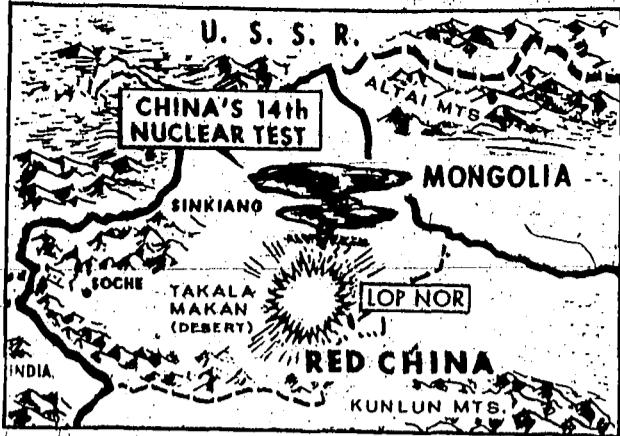 U. S. S. R.
ALTAI MTS.
CHINA'S 14th
NUCLEAR TEST
MONGOLIA
SINKIANG
SOCHE
TAKALA
MAKAN
(DESERT)
LOP NOR
RED CHINA
INDIA
KUNLUN MTS.